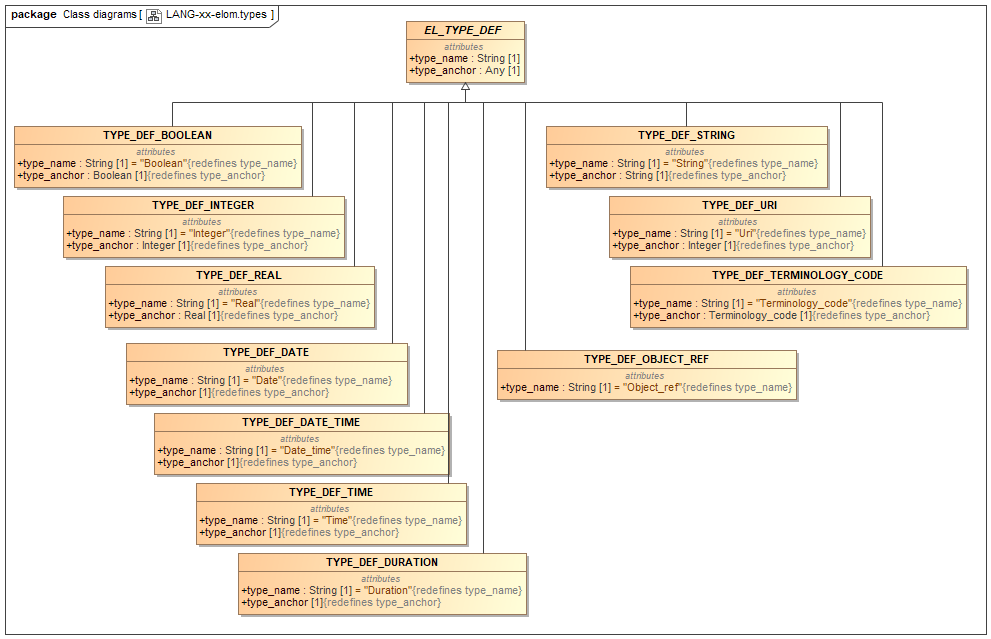 package Class diagrams [ LANG-xx-elom.types ]
EL_TYPE_DEF
attributes
+type_name : String [1]
+type_anchor : Any [1]
TYPE_DEF_BOOLEAN
attributes
+type_name : String [1] = "Boolean"{redefines type_name}
+type_anchor : Boolean [1]{redefines type_anchor}
TYPE_DEF_STRING
attributes
+type_name : String [1] = "String"{redefines type_name}
+type_anchor : String [1]{redefines type_anchor}
TYPE_DEF_INTEGER
attributes
+type_name : String [1] = "Integer"{redefines type_name}
+type_anchor : Integer [1]{redefines type_anchor}
TYPE_DEF_URI
attributes
+type_name : String [1] = "Uri"{redefines type_name}
+type_anchor : Integer [1]{redefines type_anchor}
TYPE_DEF_REAL
attributes
+type_name : String [1] = "Real"{redefines type_name}
+type_anchor : Real [1]{redefines type_anchor}
TYPE_DEF_TERMINOLOGY_CODE
attributes
+type_name : String [1] = "Terminology_code"{redefines type_name}
+type_anchor : Terminology_code [1]{redefines type_anchor}
TYPE_DEF_DATE
attributes
+type_name : String [1] = "Date"{redefines type_name}
+type_anchor [1]{redefines type_anchor}
TYPE_DEF_OBJECT_REF
attributes
+type_name : String [1] = "Object_ref"{redefines type_name}
TYPE_DEF_DATE_TIME
attributes
+type_name : String [1] = "Date_time"{redefines type_name}
+type_anchor [1]{redefines type_anchor}
TYPE_DEF_TIME
attributes
+type_name : String [1] = "Time"{redefines type_name}
+type_anchor [1]{redefines type_anchor}
TYPE_DEF_DURATION
attributes
+type_name : String [1] = "Duration"{redefines type_name}
+type_anchor [1]{redefines type_anchor}